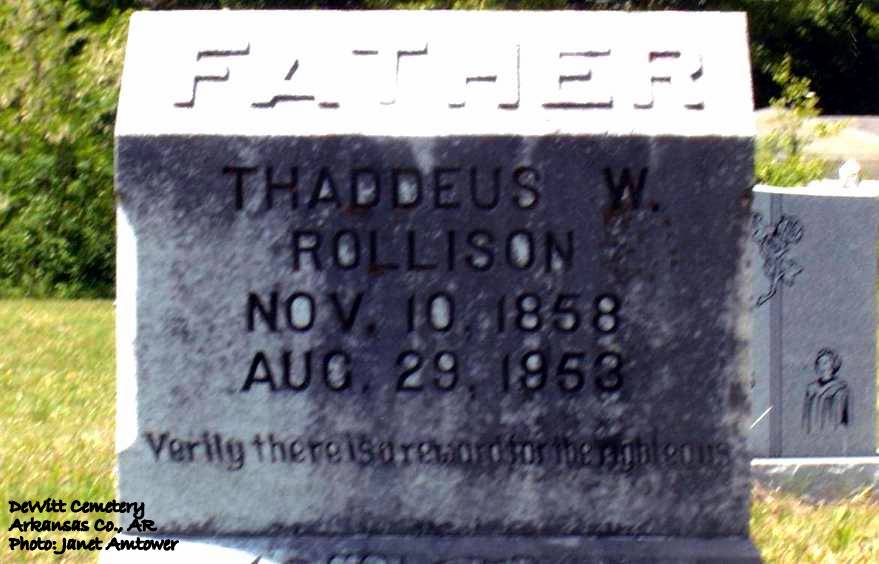 FATHER
THADDEUS W.
ROLLISON
NOV. 10, 1858
AUG. 29, 1953
Verily there is a reward for the righteous
DeWitt Cemetery
Arkansas Co., AR
Photo: Janet Amtower